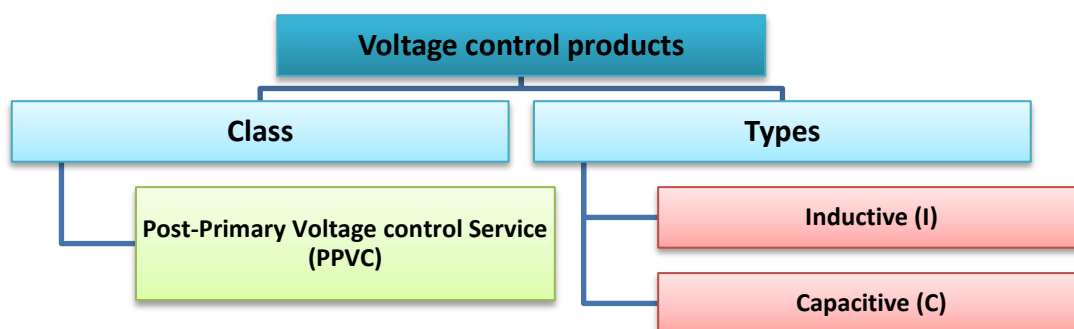 Voltage control products
Class
Types
Post-Primary Voltage control Service
(PPVC)
Inductive (I)
Capacitive (C)